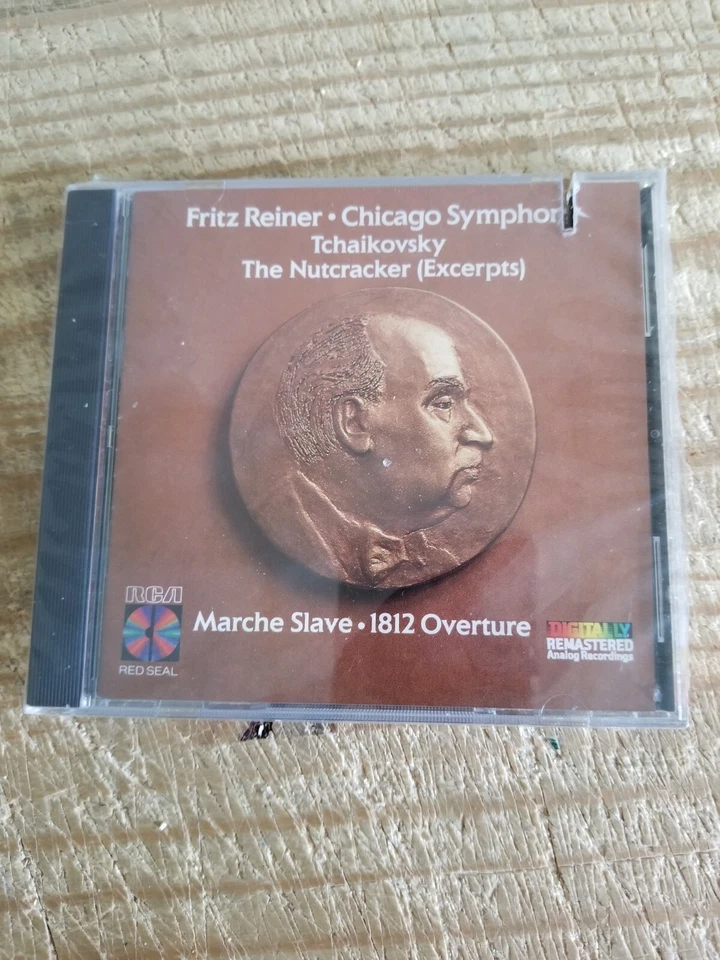 Fritz Reiner • Chicago Symphon
Tchaikovsky
The Nutcracker (Excerpts)
RCA
RED SEAL
Marche Slave • 1812 Overture
DIGITALLY
REMASTERED
Analog Recordings